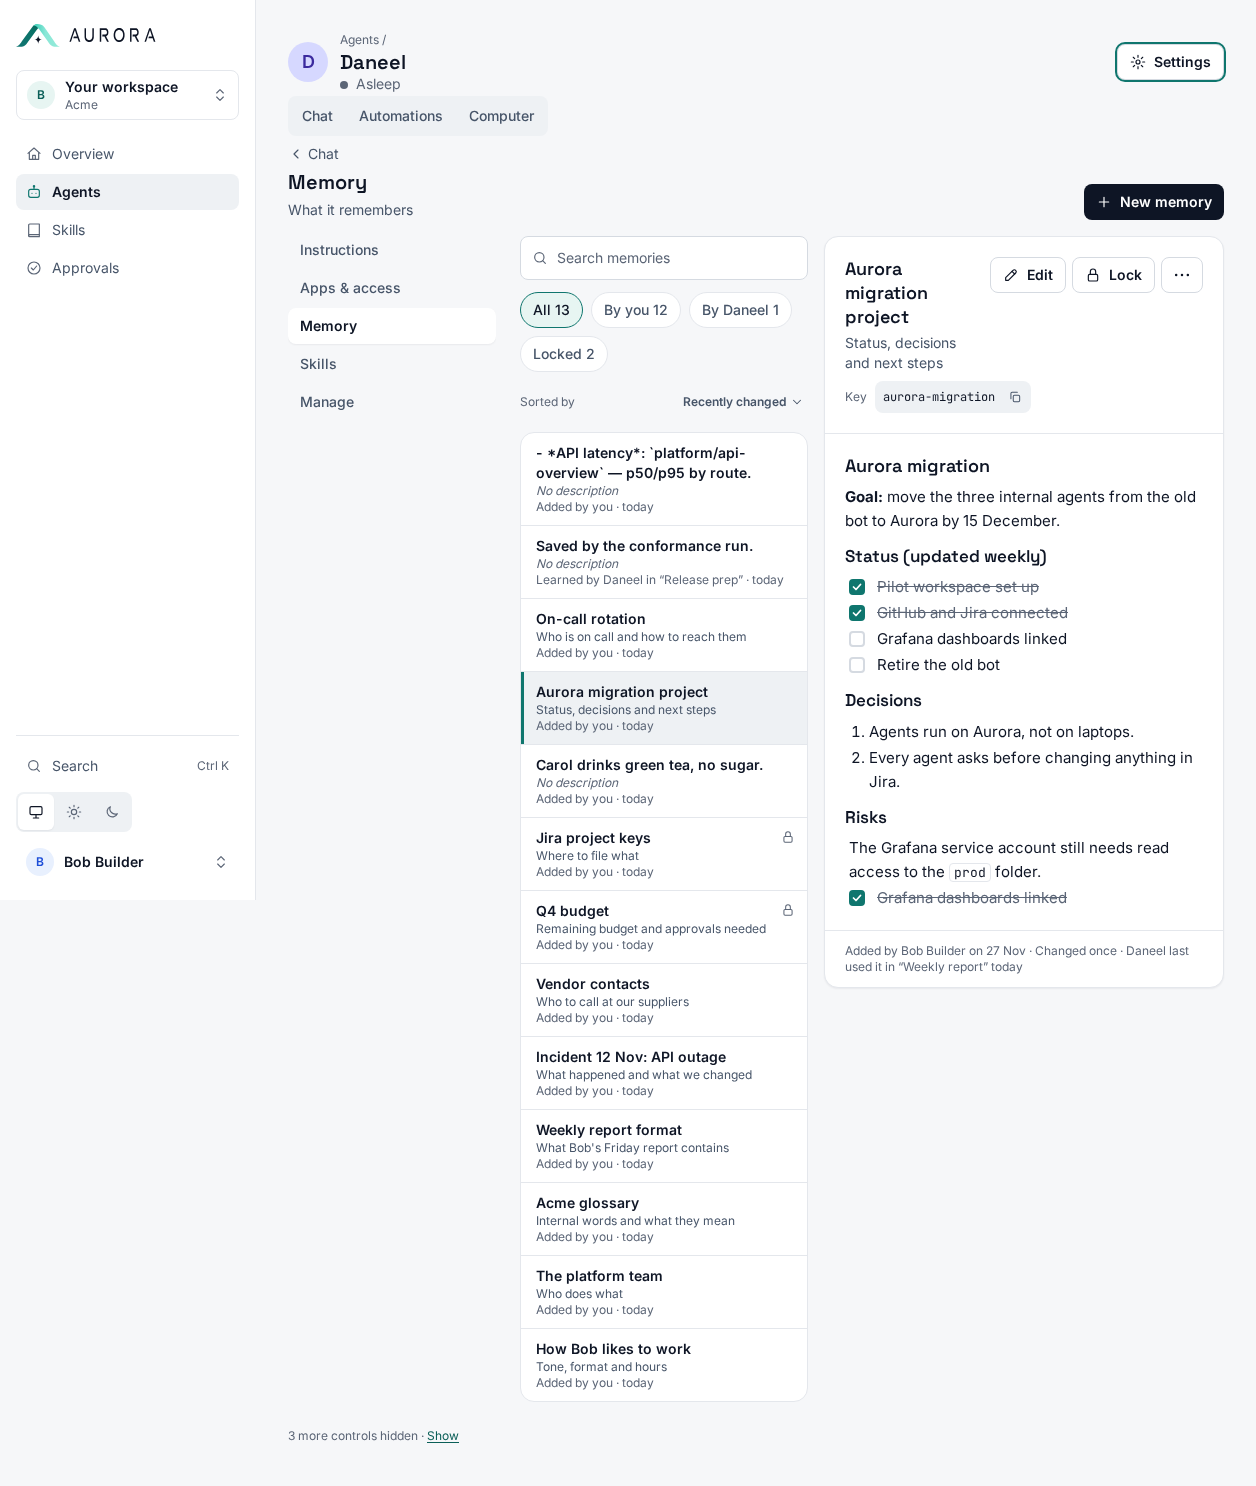 AURORA
B
Your workspace
Acme
Overview
Agents
Skills
Approvals
Search
Ctrl K
B
Bob Builder
D
Agents /
Daneel
Asleep
Settings
Chat
Automations
Computer
Chat
Memory
What it remembers
New memory
Instructions
Apps & access
Memory
Skills
Manage
Search memories
All 13
By you 12
By Daneel 1
Locked 2
Sorted by
Recently changed
- *API latency*: `platform/api-
overview` — p50/p95 by route.
No description
Added by you · today
Saved by the conformance run.
No description
Learned by Daneel in “Release prep” · today
On-call rotation
Who is on call and how to reach them
Added by you · today
Aurora migration project
Status, decisions and next steps
Added by you · today
Carol drinks green tea, no sugar.
No description
Added by you · today
Jira project keys
Where to file what
Added by you · today
Q4 budget
Remaining budget and approvals needed
Added by you · today
Vendor contacts
Who to call at our suppliers
Added by you · today
Incident 12 Nov: API outage
What happened and what we changed
Added by you · today
Weekly report format
What Bob's Friday report contains
Added by you · today
Acme glossary
Internal words and what they mean
Added by you · today
The platform team
Who does what
Added by you · today
How Bob likes to work
Tone, format and hours
Added by you · today
Aurora
migration
project
Edit
Lock
Status, decisions
and next steps
Key
aurora-migration
Aurora migration
Goal: move the three internal agents from the old
bot to Aurora by 15 December.
Status (updated weekly)
Pilot workspace set up
GitHub and Jira connected
Grafana dashboards linked
Retire the old bot
Decisions
1. Agents run on Aurora, not on laptops.
2. Every agent asks before changing anything in
Jira.
Risks
The Grafana service account still needs read
access to the prod folder.
Grafana dashboards linked
Added by Bob Builder on 27 Nov · Changed once · Daneel last
used it in “Weekly report” today
3 more controls hidden · Show